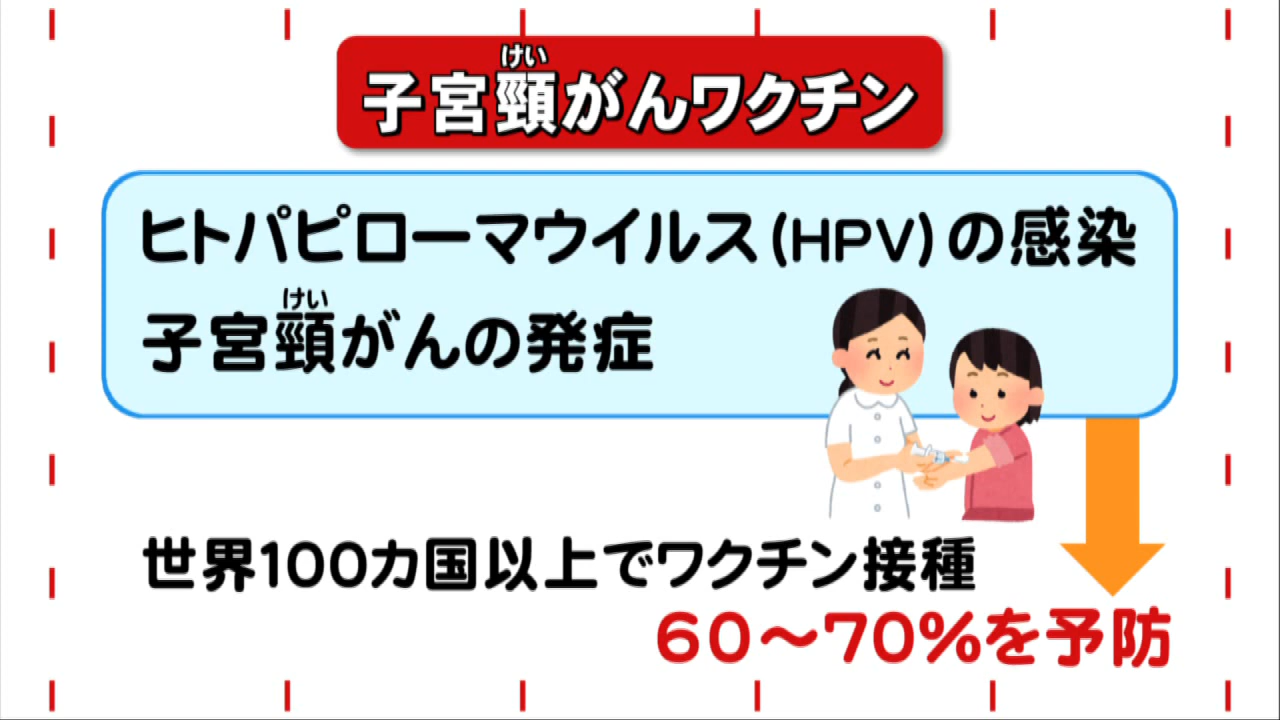 子宮頸がんワクチン
けい
ヒトパピローマウイルス(HPV)の感染
けい
子宮頸がんの発症
世界100カ国以上でワクチン接種
60～70%を予防